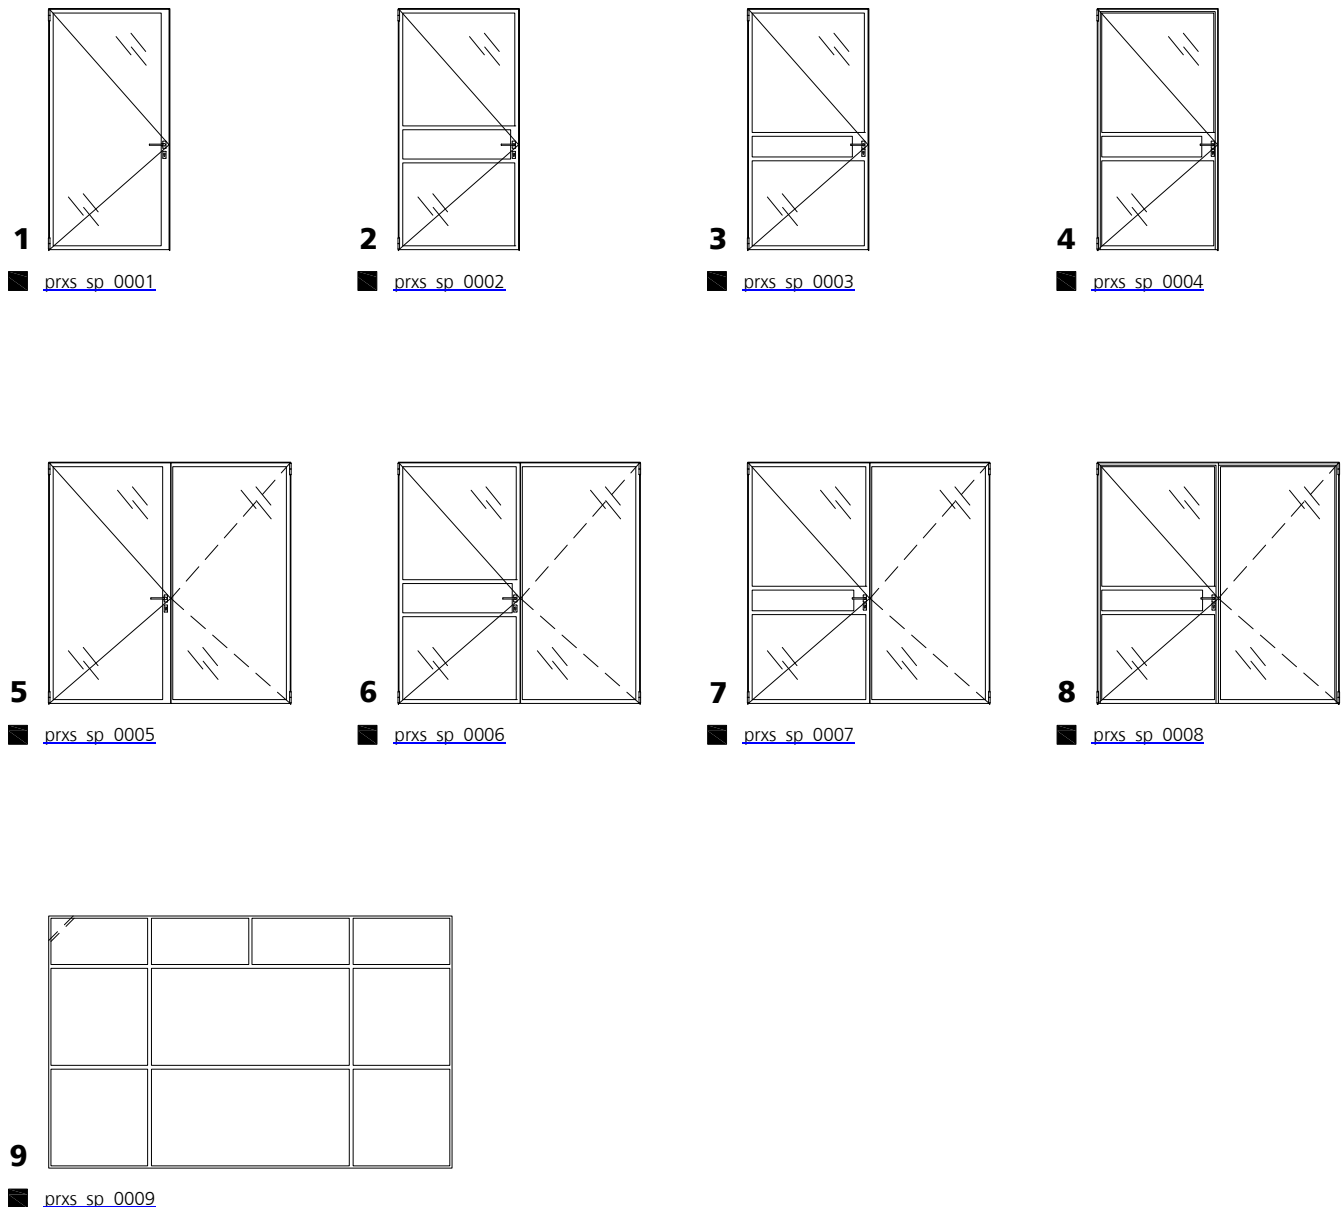 1 2 3 4
prxs_sp_0001 prxs_sp_0002 prxs_sp_0003 prxs_sp_0004
5 6 7 8
prxs_sp_0005 prxs_sp_0006 prxs_sp_0007 prxs_sp_0008
9
prxs_sp_0009